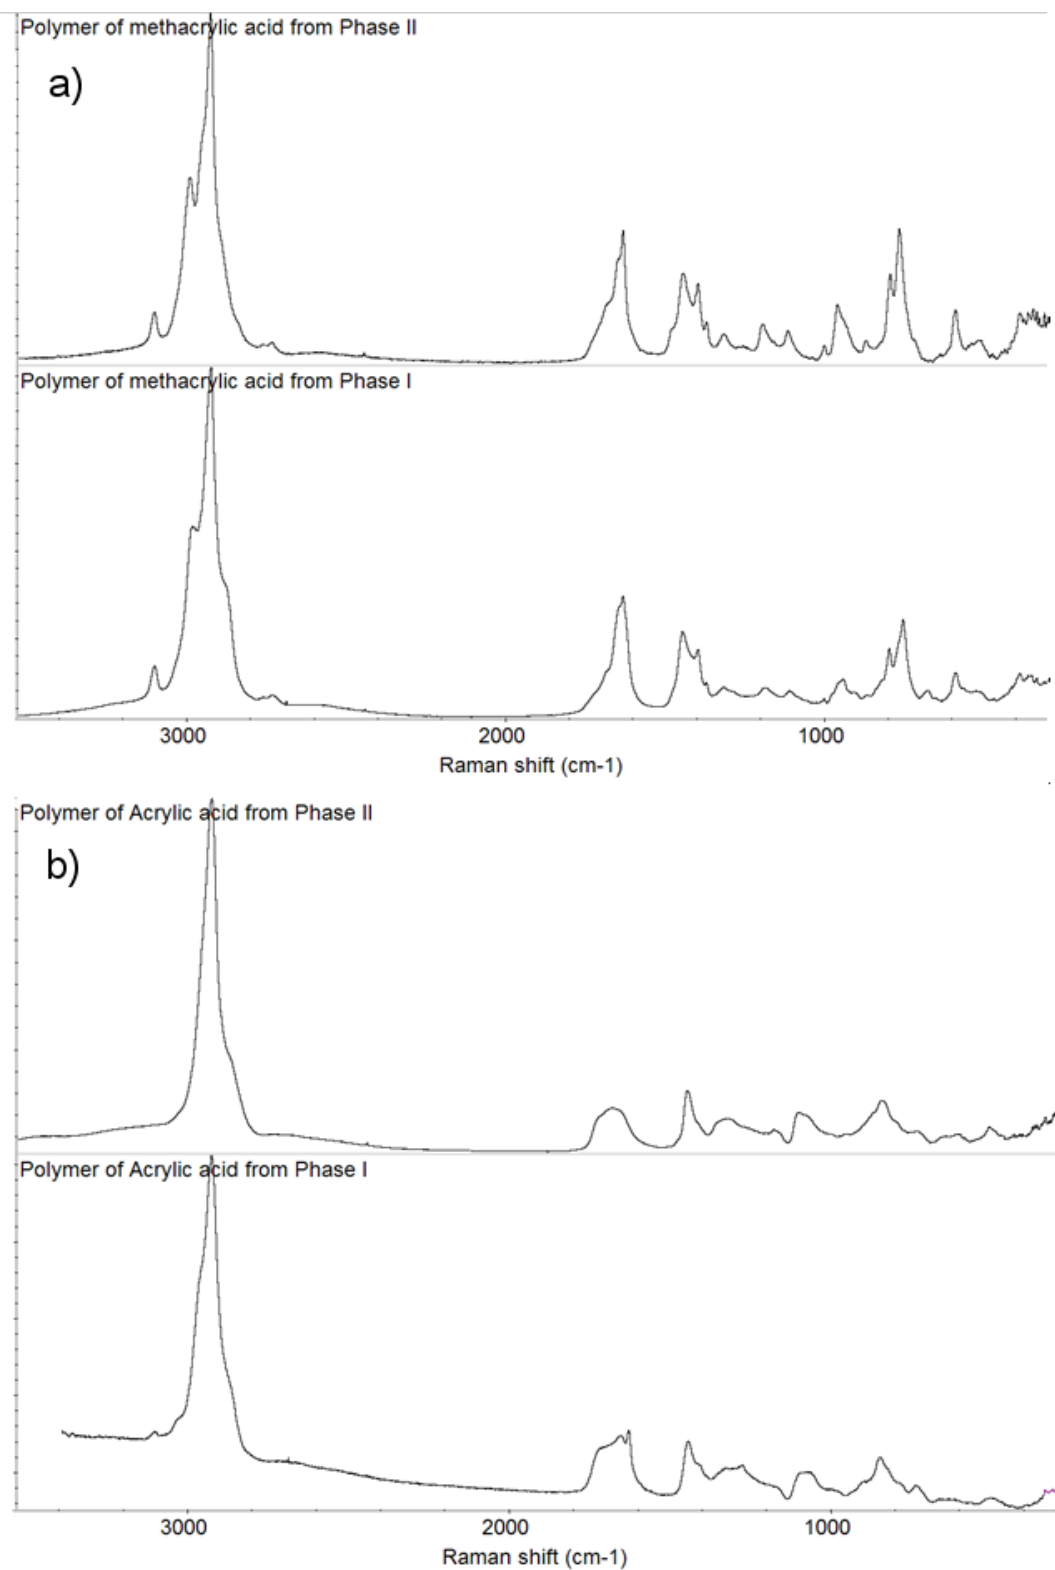 Polymer of methacrylic acid from Phase II
a)
Polymer of methacrylic acid from Phase I
3000 2000 1000
Raman shift (cm-1)
Polymer of Acrylic acid from Phase II
b)
Polymer of Acrylic acid from Phase I
3000 2000 1000
Raman shift (cm-1)